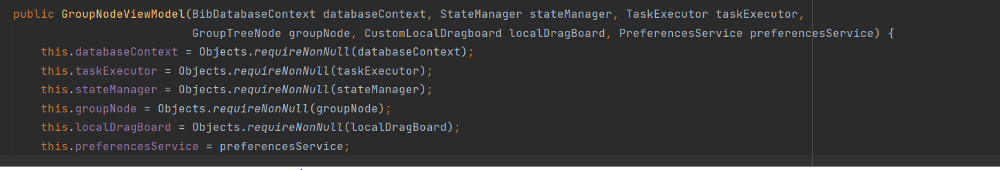 public GroupNodeViewModel(BibDatabaseContext databaseContext, StateManager stateManager, TaskExecutor taskExecutor,
GroupTreeNode groupNode, CustomLocalDragboard localDragBoard, PreferencesService preferencesService) {
this.databaseContext = Objects.requireNonNull(databaseContext);
this.taskExecutor = Objects.requireNonNull(taskExecutor);
this.stateManager = Objects.requireNonNull(stateManager);
this.groupNode = Objects.requireNonNull(groupNode);
this.localDragBoard = Objects.requireNonNull(localDragBoard);
this.preferencesService = preferencesService;